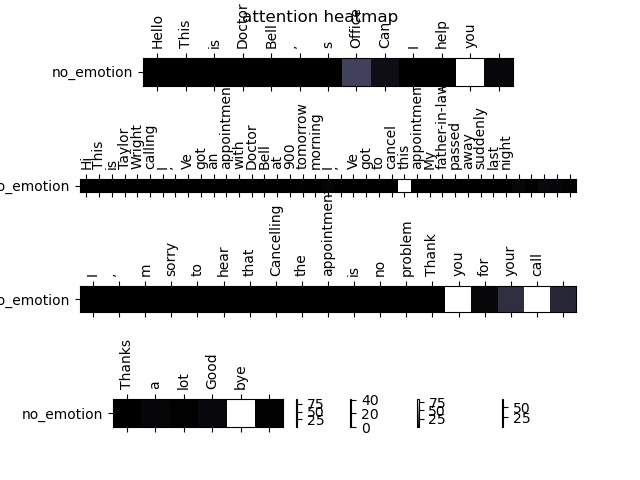 attention heatmap
Hello This is Doctor Bell , s Office Can I help you
no_emotion
Hi This is Taylor Wright calling I , Ve got an appointment with Doctor Bell at 900 tomorrow morning I , Ve got to cancel this appointment My father-in-law passed away suddenly last night
no_emotion
I , m sorry to hear that Cancelling the appointment is no problem Thank you for your call
no_emotion
Thanks a lot Good bye
no_emotion
75 50 25
40 20 0
75 50 25
50 25